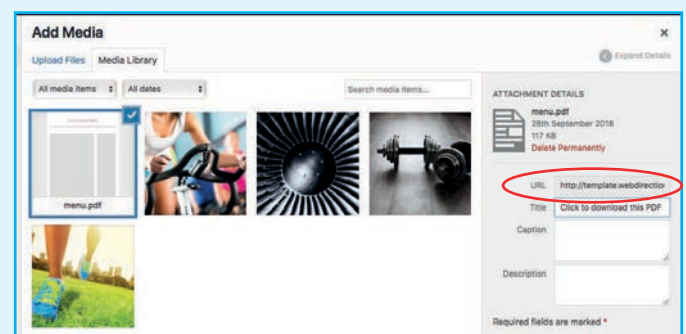 Add Media
×
Upload Files Media Library
Expand Details
All media items All dates Search media items...
ATTACHMENT DETAILS
menu.pdf
28th September 2018
117 KB
Delete Permanently
menu.pdf
URL http://template.webdirection
Title Click to download this PDF
Caption
Description
Required fields are marked *